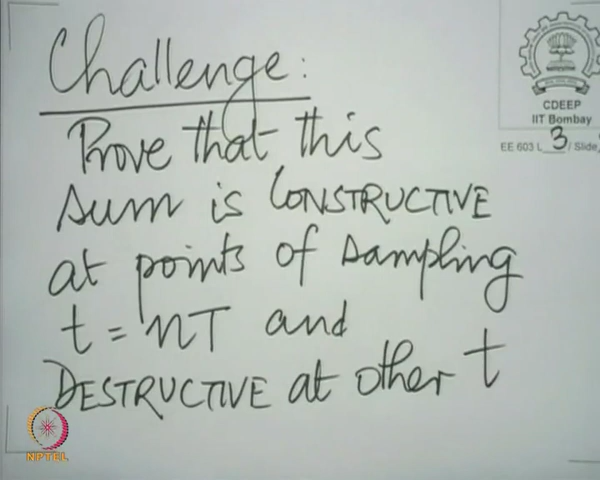 Challenge:
CDEEP
IIT Bombay
EE 603 L 3 / Slide
Prove that this
sum is CONSTRUCTIVE
at points of sampling
t = nT and
DESTRUCTIVE at other t
NPTEL